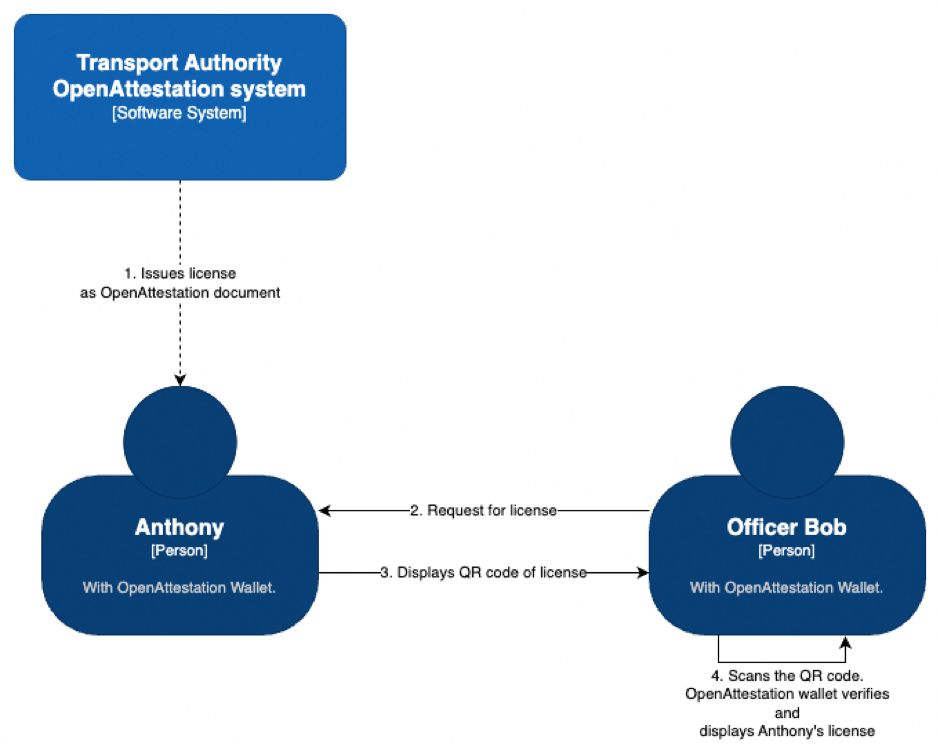 Transport Authority
OpenAttestation system
[Software System]
1. Issues license
as OpenAttestation document
Anthony
[Person]
With OpenAttestation Wallet.
2. Request for license
3. Displays QR code of license
Officer Bob
[Person]
With OpenAttestation Wallet.
4. Scans the QR code.
OpenAttestation wallet verifies
and
displays Anthony's license